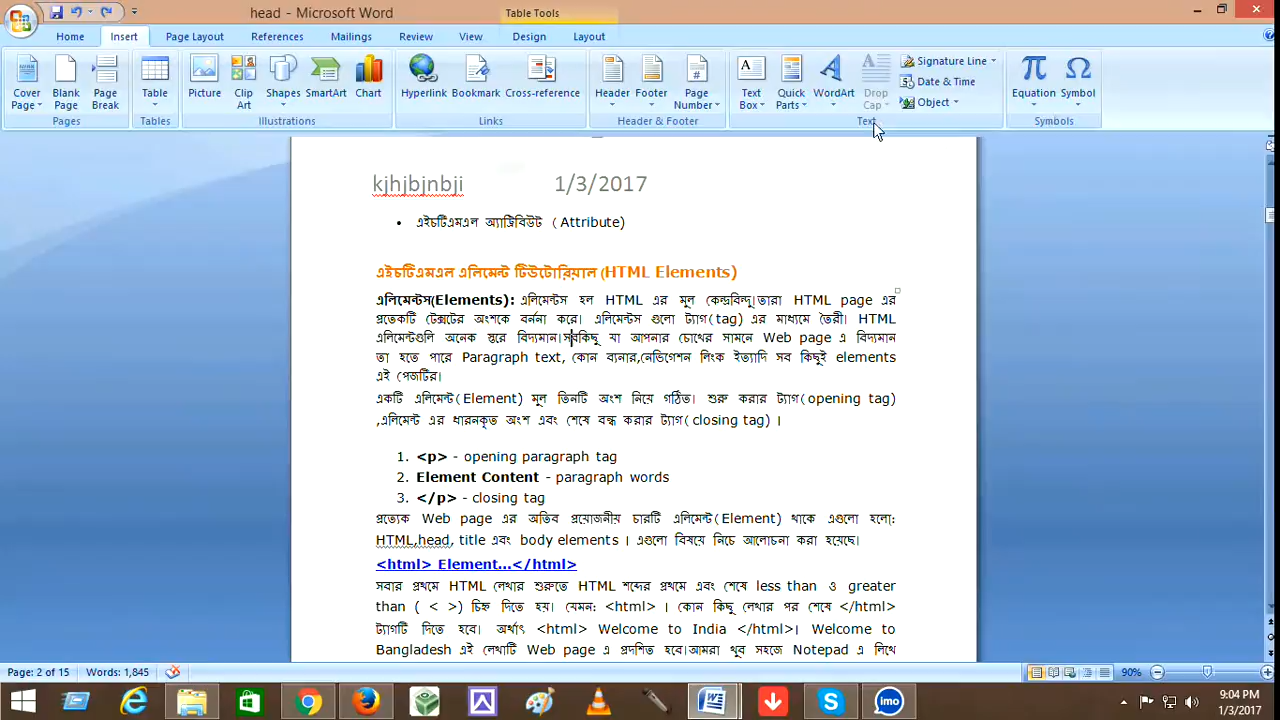 head - Microsoft Word
Table Tools
Home Insert Page Layout References Mailings Review View Design Layout
Cover Page Blank Page Page Break Table Picture Clip Art Shapes SmartArt Chart Hyperlink Bookmark Cross-reference Header Footer Page Number Text Box Quick Parts WordArt Drop Cap Signature Line Date & Time Object Equation Symbol
Pages Tables Illustrations Links Header & Footer Text Symbols
kjhjbjnbji 1/3/2017
• এইচটিএমএল অ্যাট্রিবিউট ( Attribute)
এইচটিএমএল এলিমেন্ট টিউটোরিয়াল (HTML Elements)
এলিমেন্টস(Elements): এলিমেন্টস হল HTML এর মূল কেন্দ্রবিন্দু।তারা HTML page এর
প্রতেকটি টেক্সটের অংশকে বর্ননা করে। এলিমেন্টস গুলো ট্যাগ(tag) এর মাধ্যমে তৈরী। HTML
এলিমেন্টগুলি অনেক স্তরে বিদ্যমান।সবকিছু যা আপনার চোখের সামনে Web page এ বিদ্যমান
তা হতে পারে Paragraph text, কোন ব্যনার,নেভিগেশন লিংক ইত্যাদি সব কিছুই elements
এই পেজটির।
একটি এলিমেন্ট(Element) মূল তিনটি অংশ নিয়ে গঠিত। শুরু করার ট্যাগ(opening tag)
,এলিমেন্ট এর ধারনকৃত অংশ এবং শেষে বন্ধ করার ট্যাগ( closing tag) ।
1. <p> - opening paragraph tag
2. Element Content - paragraph words
3. </p> - closing tag
প্রত্যেক Web page এর অতিব প্রয়োজনীয় চারটি এলিমেন্ট(Element) থাকে এগুলো হলো:
HTML,head, title এবং body elements । এগুলো বিষয়ে নিচে আলোচনা করা হয়েছে।
<html> Element...</html>
সবার প্রথমে HTML লেখার শুরুতে HTML শব্দের প্রথমে এবং শেষে less than ও greater
than ( < >) চিহ্ন দিতে হয়। যেমন: <html> । কোন কিছু লেখার পর শেষে </html>
ট্যাগটি দিতে হবে। অর্থাৎ <html> Welcome to India </html>। Welcome to
Bangladesh এই লেখাটি Web page এ প্রদর্শিত হবে।আমরা খুব সহজে Notepad এ লিখে
Page: 2 of 15 Words: 1,845 90%
imo
9:04 PM
1/3/2017